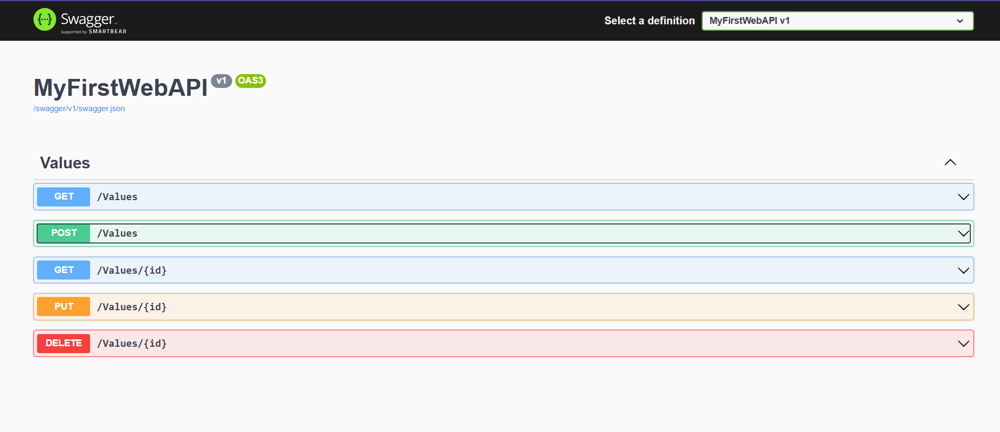 Swagger™
Supported by SMARTBEAR
Select a definition
MyFirstWebAPI v1
MyFirstWebAPI v1 OAS3
/swagger/v1/swagger.json
Values
GET /Values
POST /Values
GET /Values/{id}
PUT /Values/{id}
DELETE /Values/{id}